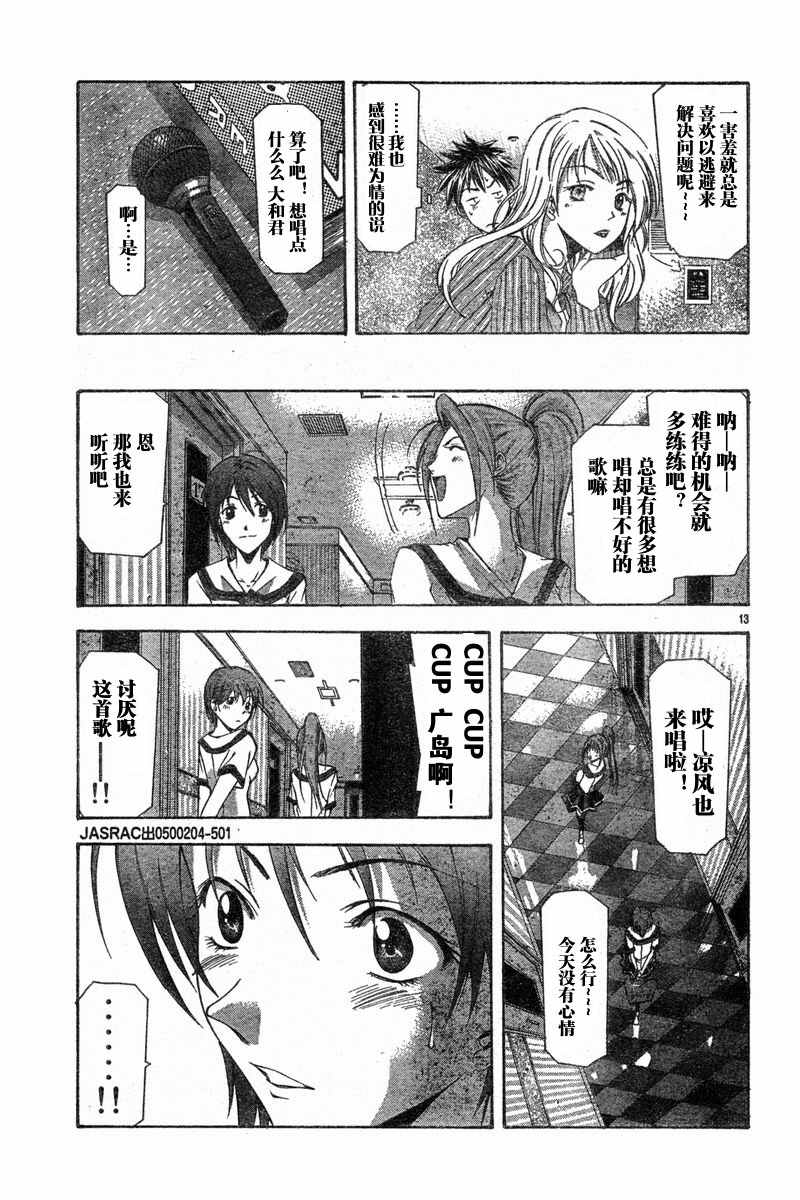 一害羞就总是
喜欢以逃避来
解决问题呢~~~
……我也
感到很难为情的说
算了吧！想唱点
什么么 大和君
啊…是…
呐—呐—
难得的机会就
多练练吧？
总是有很多想
唱却唱不好的
歌嘛
恩
那我也来
听听吧
13
哎—凉风也
来唱啦！
怎么行~~~
今天没有心情
CUP CUP
CUP 广岛啊！
讨厌呢
这首歌
——!!
JASRAC出0500204-501
………!!